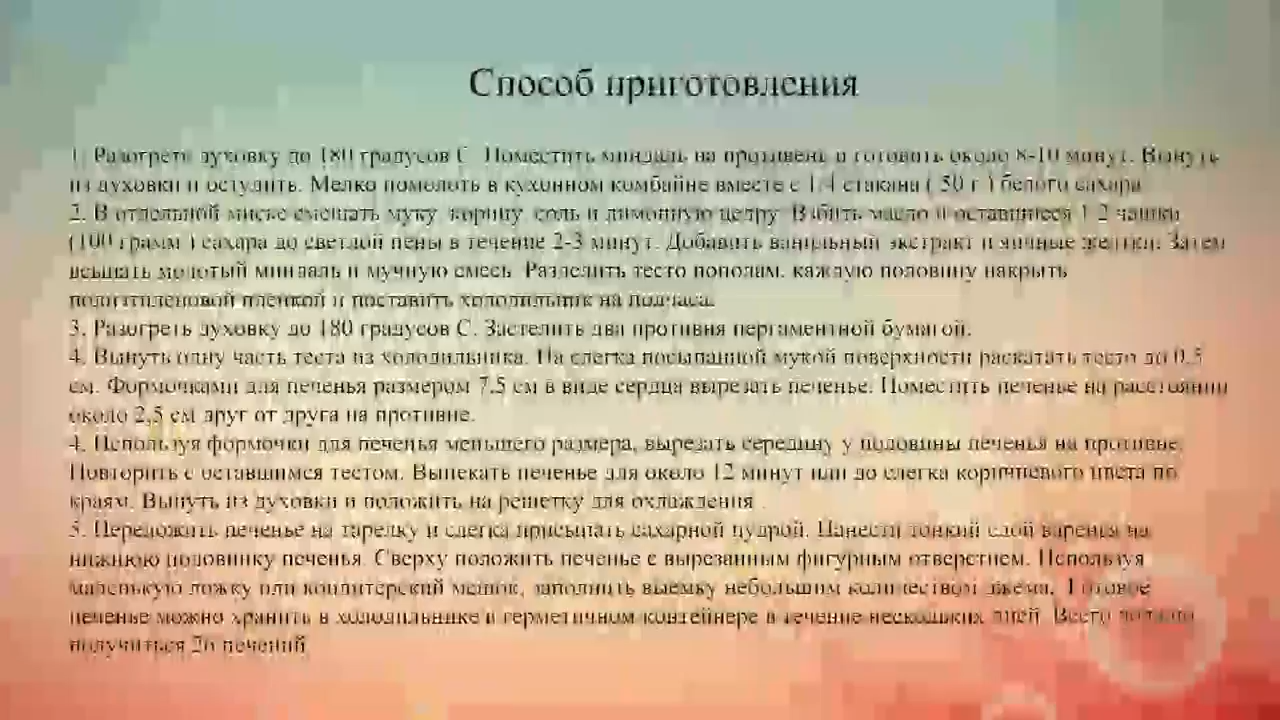 Способ приготовления
1. Разогреть духовку до 180 градусов С. Поместить миндаль на противень и готовить около 8-10 минут. Вынуть
из духовки и остудить. Мелко помолоть в кухонном комбайне вместе с 1/4 стакана ( 50 г ) белого сахара.
2. В отдельной миске смешать муку, корицу, соль и лимонную цедру. Взбить масло и оставшиеся 1/2 чашки
(100 грамм ) сахара до светлой пены в течение 2-3 минут. Добавить ванильный экстракт и яичные желтки. Затем
всыпать молотый миндаль и мучную смесь. Разделить тесто пополам, каждую половину накрыть
полиэтиленовой пленкой и поставить холодильник на полчаса.
3. Разогреть духовку до 180 градусов С. Застелить два противня пергаментной бумагой.
4. Вынуть одну часть теста из холодильника. На слегка посыпанной мукой поверхности раскатать тесто до 0,5
см. Формочками для печенья размером 7,5 см в виде сердца вырезать печенье. Поместить печенье на расстоянии
около 2,5 см друг от друга на противне.
4. Используя формочки для печенья меньшего размера, вырезать середину у половины печенья на противне.
Повторить с оставшимся тестом. Выпекать печенье для около 12 минут или до слегка коричневого цвета по
краям. Вынуть из духовки и положить на решетку для охлаждения .
5. Переложить печенье на тарелку и слегка присыпать сахарной пудрой. Нанести тонкий слой варенья на
нижнюю половинку печенья. Сверху положить печенье с вырезанным фигурным отверстием. Используя
маленькую ложку или кондитерский мешок, заполнить выемку небольшим количеством джема. Готовое
печенье можно хранить в холодильнике в герметичном контейнере в течение нескольких дней. Всего должно
получиться 26 печений.